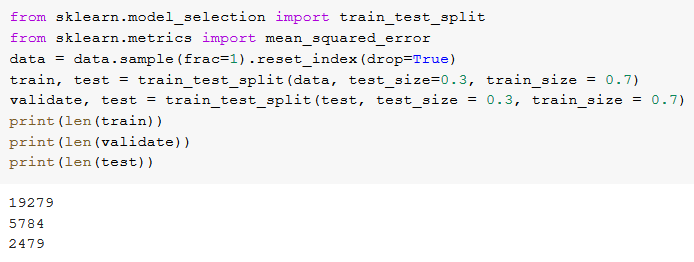 from sklearn.model_selection import train_test_split
from sklearn.metrics import mean_squared_error
data = data.sample(frac=1).reset_index(drop=True)
train, test = train_test_split(data, test_size=0.3, train_size = 0.7)
validate, test = train_test_split(test, test_size = 0.3, train_size = 0.7)
print(len(train))
print(len(validate))
print(len(test))
19279
5784
2479